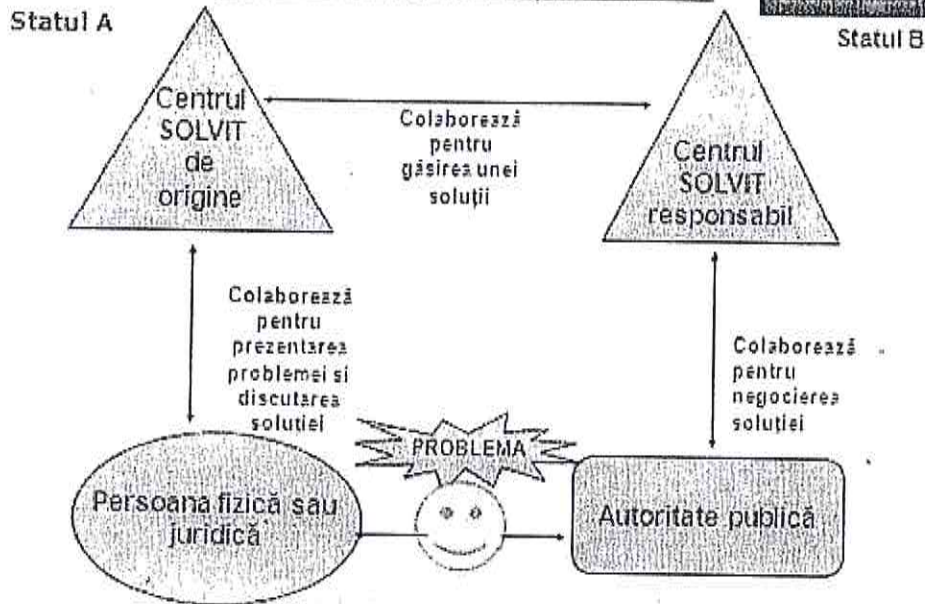 Statul A
Statul B
Centrul
SOLVIT
de
origine
Colaborează
pentru
găsirea unei
soluții
Centrul
SOLVIT
responsabil
Colaborează
pentru
prezentarea
problemei si
discutarea
soluției
Colaborează
pentru
negocierea
soluției
PROBLEMA
Persoana fizică sau
juridică
Autoritate publică